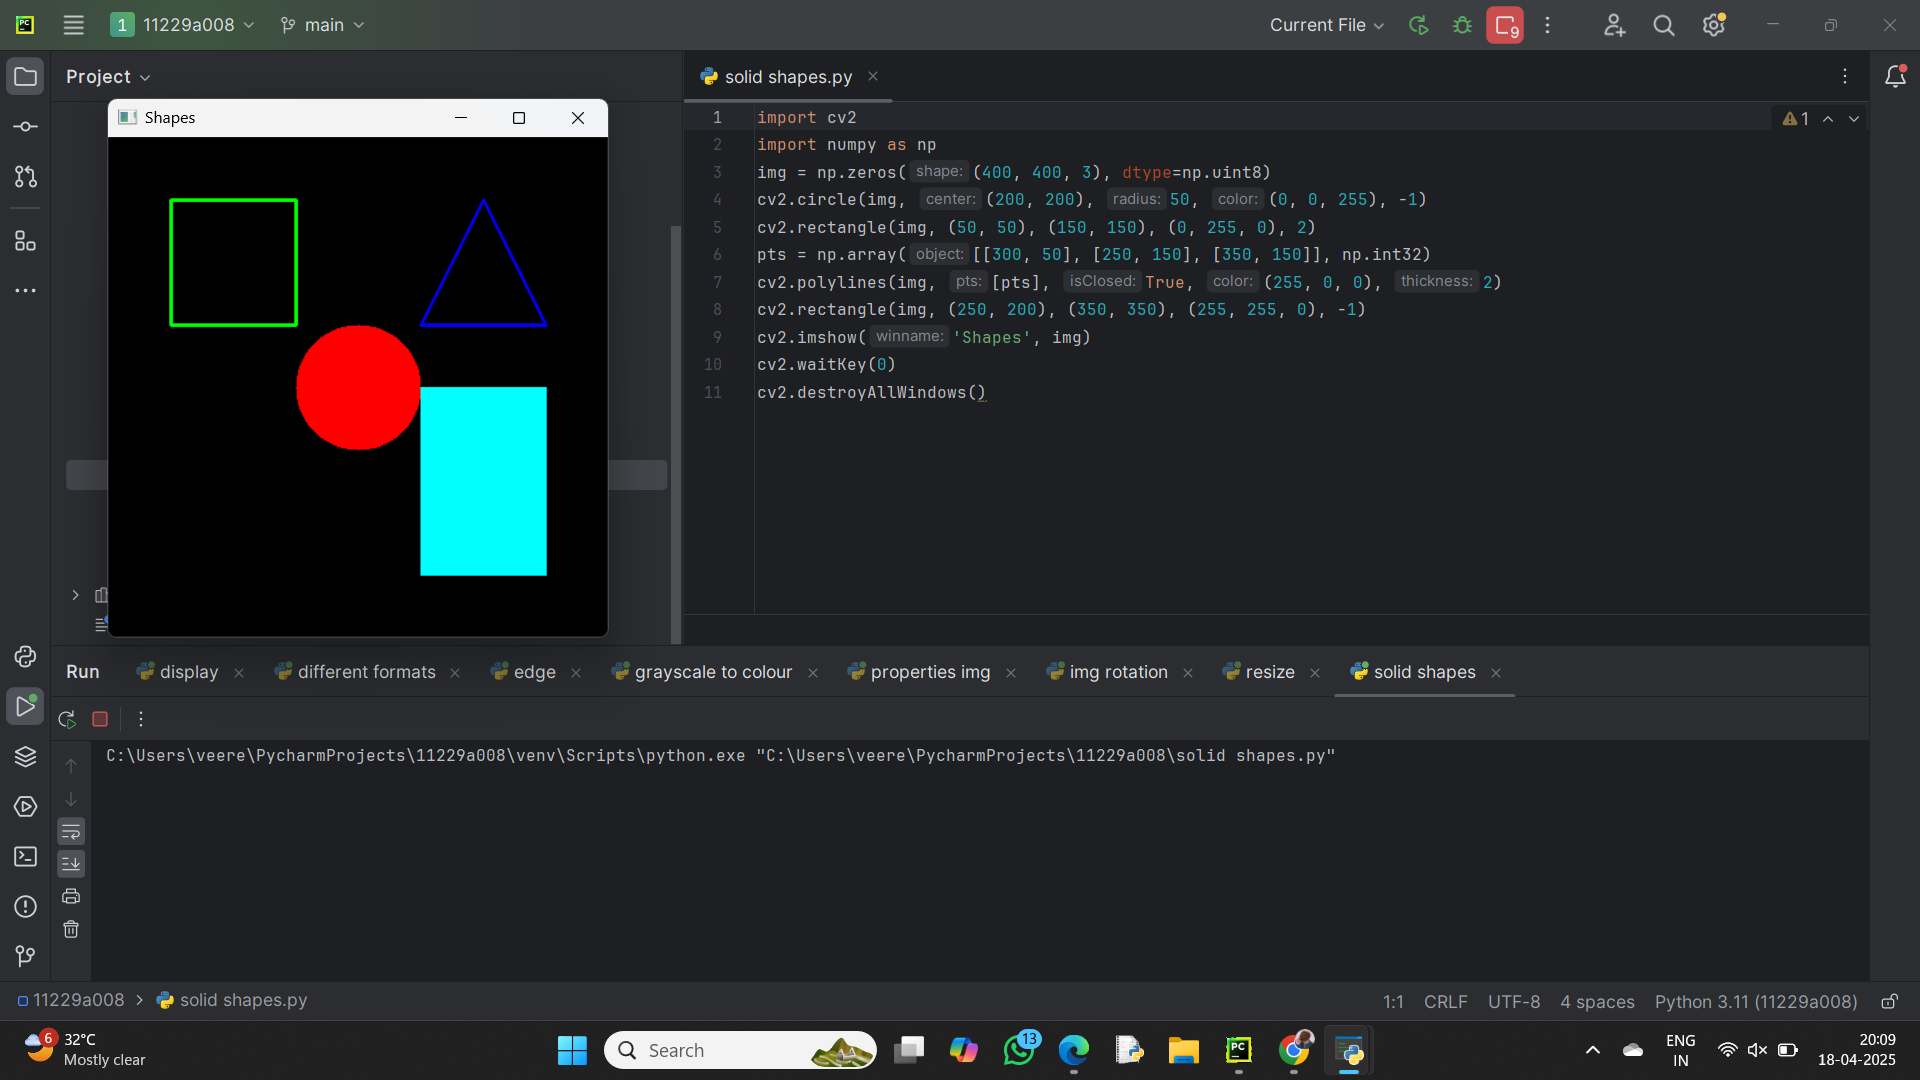 PC
1 11229a008
main
Current File
9
Project
solid shapes.py
Shapes
1
1 import cv2
2 import numpy as np
3 img = np.zeros( shape: (400, 400, 3), dtype=np.uint8)
4 cv2.circle(img, center: (200, 200), radius: 50, color: (0, 0, 255), -1)
5 cv2.rectangle(img, (50, 50), (150, 150), (0, 255, 0), 2)
6 pts = np.array( object: [[300, 50], [250, 150], [350, 150]], np.int32)
7 cv2.polylines(img, pts: [pts], isClosed: True, color: (255, 0, 0), thickness: 2)
8 cv2.rectangle(img, (250, 200), (350, 350), (255, 255, 0), -1)
9 cv2.imshow( winname: 'Shapes', img)
10 cv2.waitKey(0)
11 cv2.destroyAllWindows()
Run display different formats edge grayscale to colour properties img img rotation resize solid shapes
C:\Users\veere\PycharmProjects\11229a008\venv\Scripts\python.exe "C:\Users\veere\PycharmProjects\11229a008\solid shapes.py"
11229a008 > solid shapes.py
1:1 CRLF UTF-8 4 spaces Python 3.11 (11229a008)
6
32°C
Mostly clear
Search
13
PC
ENG
IN
20:09
18-04-2025